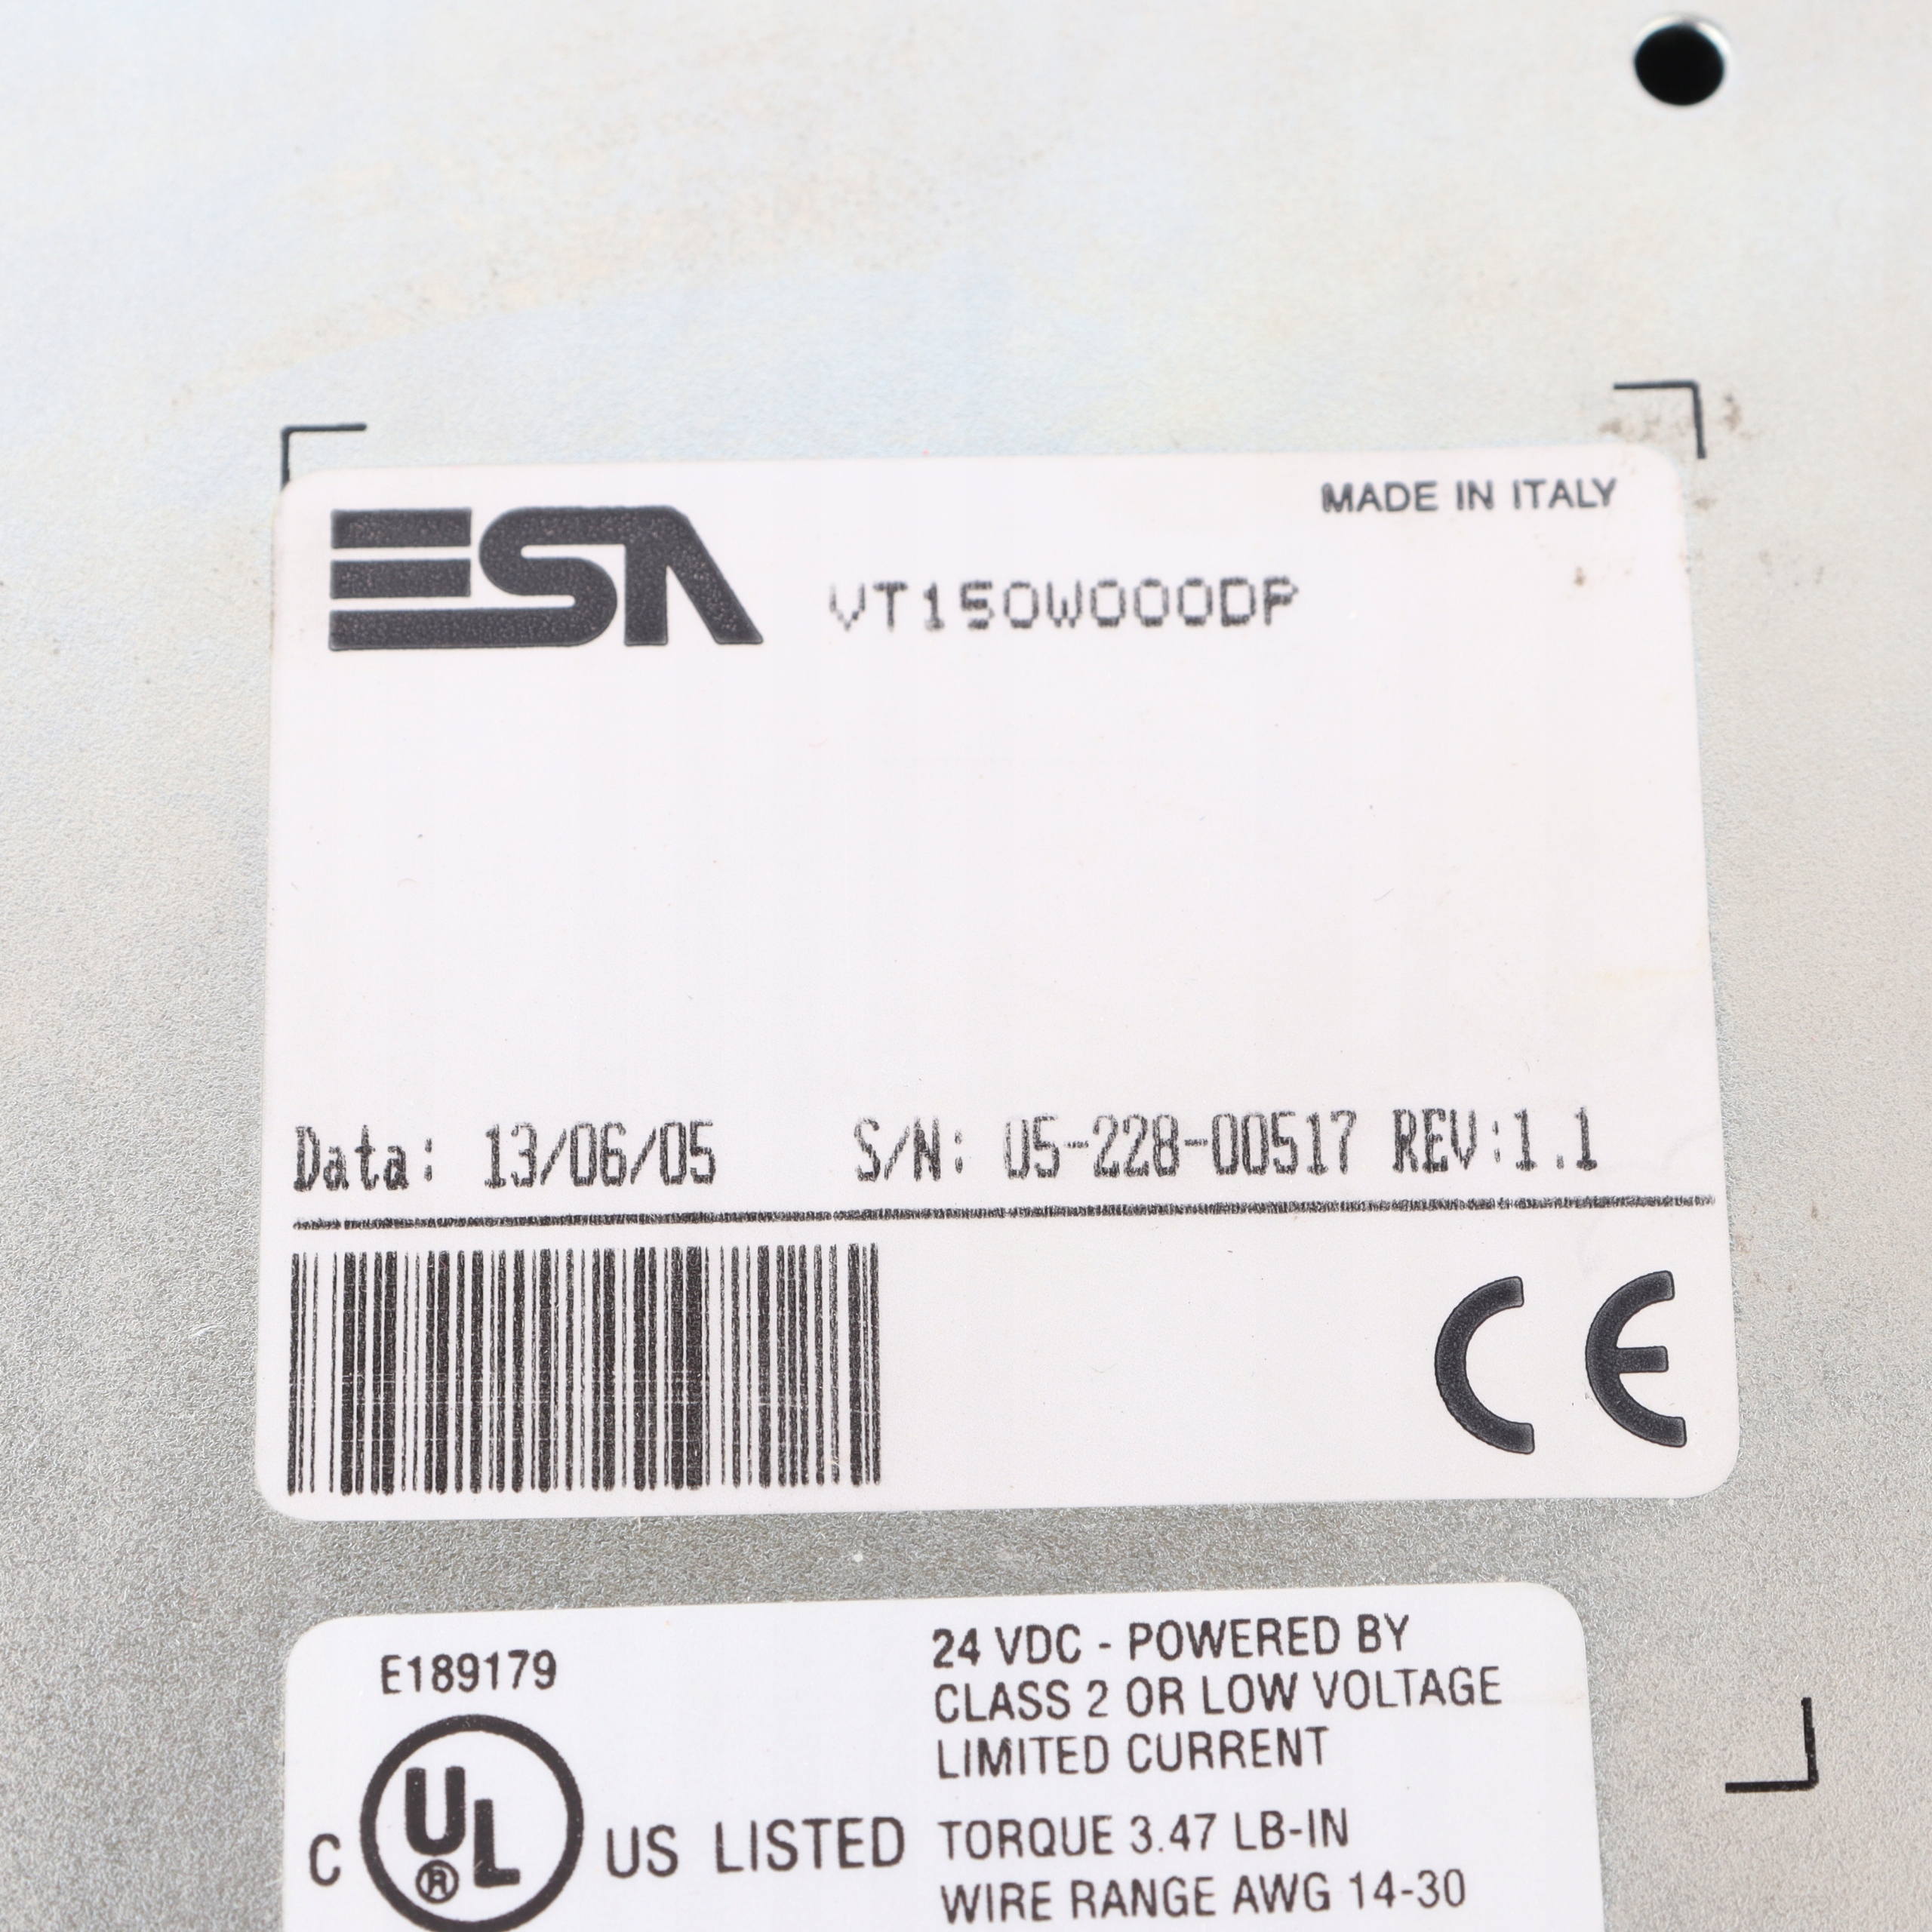 MADE IN ITALY
ESA VT150W000DP
Data: 13/06/05 S/N: 05-228-00517 REV:1.1
CE
E189179
C UL ® US LISTED
24 VDC - POWERED BY
CLASS 2 OR LOW VOLTAGE
LIMITED CURRENT
TORQUE 3.47 LB-IN
WIRE RANGE AWG 14-30